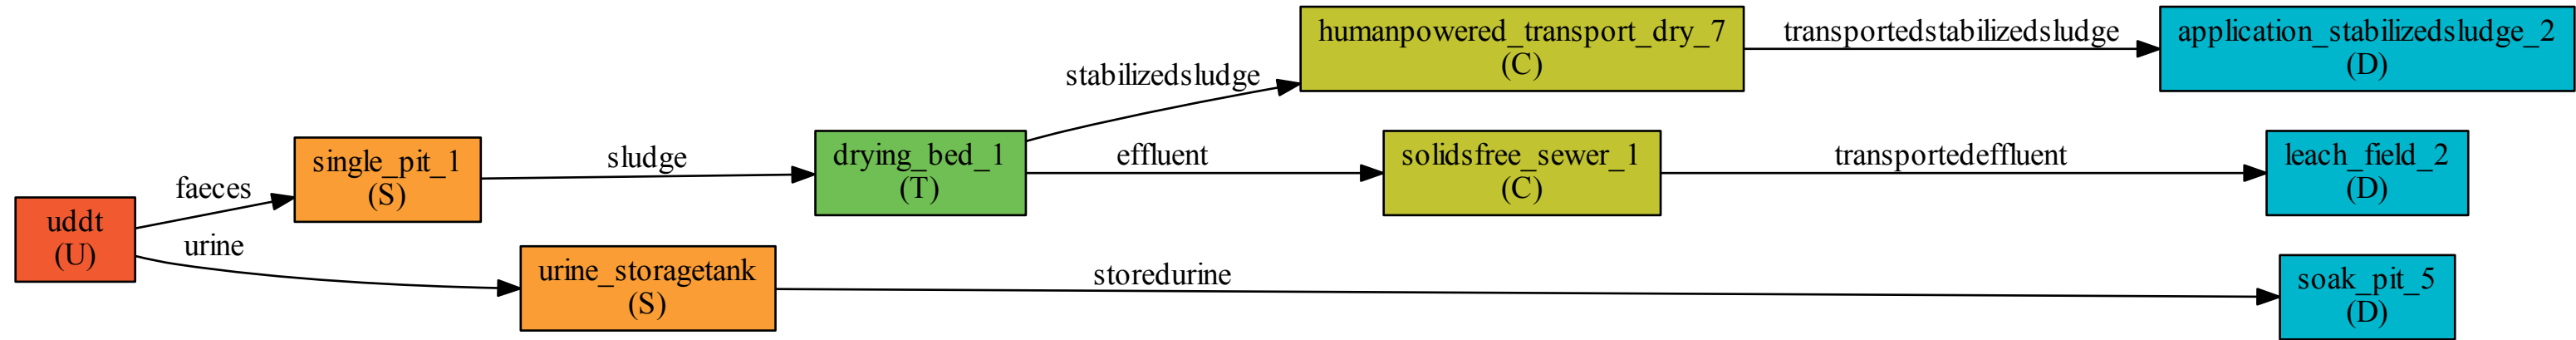 uddt
(U)
faeces
urine
single_pit_1
(S)
urine_storagetank
(S)
sludge
storedurine
drying_bed_1
(T)
stabilizedsludge
effluent
humanpowered_transport_dry_7
(C)
solidsfree_sewer_1
(C)
transportedstabilizedsludge
transportedeffluent
application_stabilizedsludge_2
(D)
leach_field_2
(D)
soak_pit_5
(D)